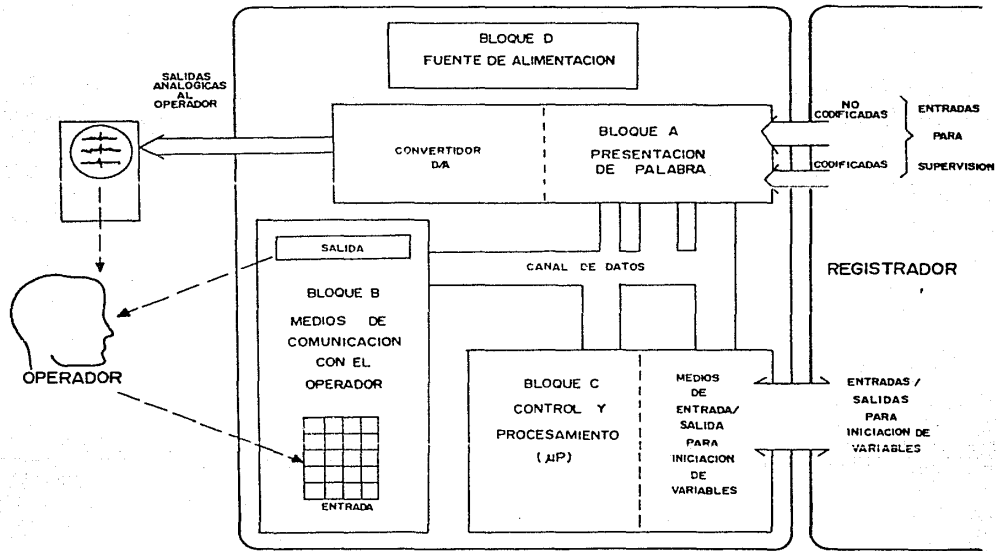 BLOQUE D
FUENTE DE ALIMENTACION
SALIDAS
ANALOGICAS
AL
OPERADOR
CONVERTIDOR
D/A
BLOQUE A
PRESENTACION
DE PALABRA
NO
CODIFICADAS
CODIFICADAS
ENTRADAS
PARA
SUPERVISION
SALIDA
BLOQUE B
MEDIOS DE
COMUNICACION
CON EL
OPERADOR
ENTRADA
CANAL DE DATOS
REGISTRADOR
OPERADOR
BLOQUE C
CONTROL Y
PROCESAMIENTO
(μP)
MEDIOS
DE
ENTRADA/
SALIDA
PARA
INICIACION
DE
VARIABLES
ENTRADAS/
SALIDAS
PARA
INICIACION DE
VARIABLES